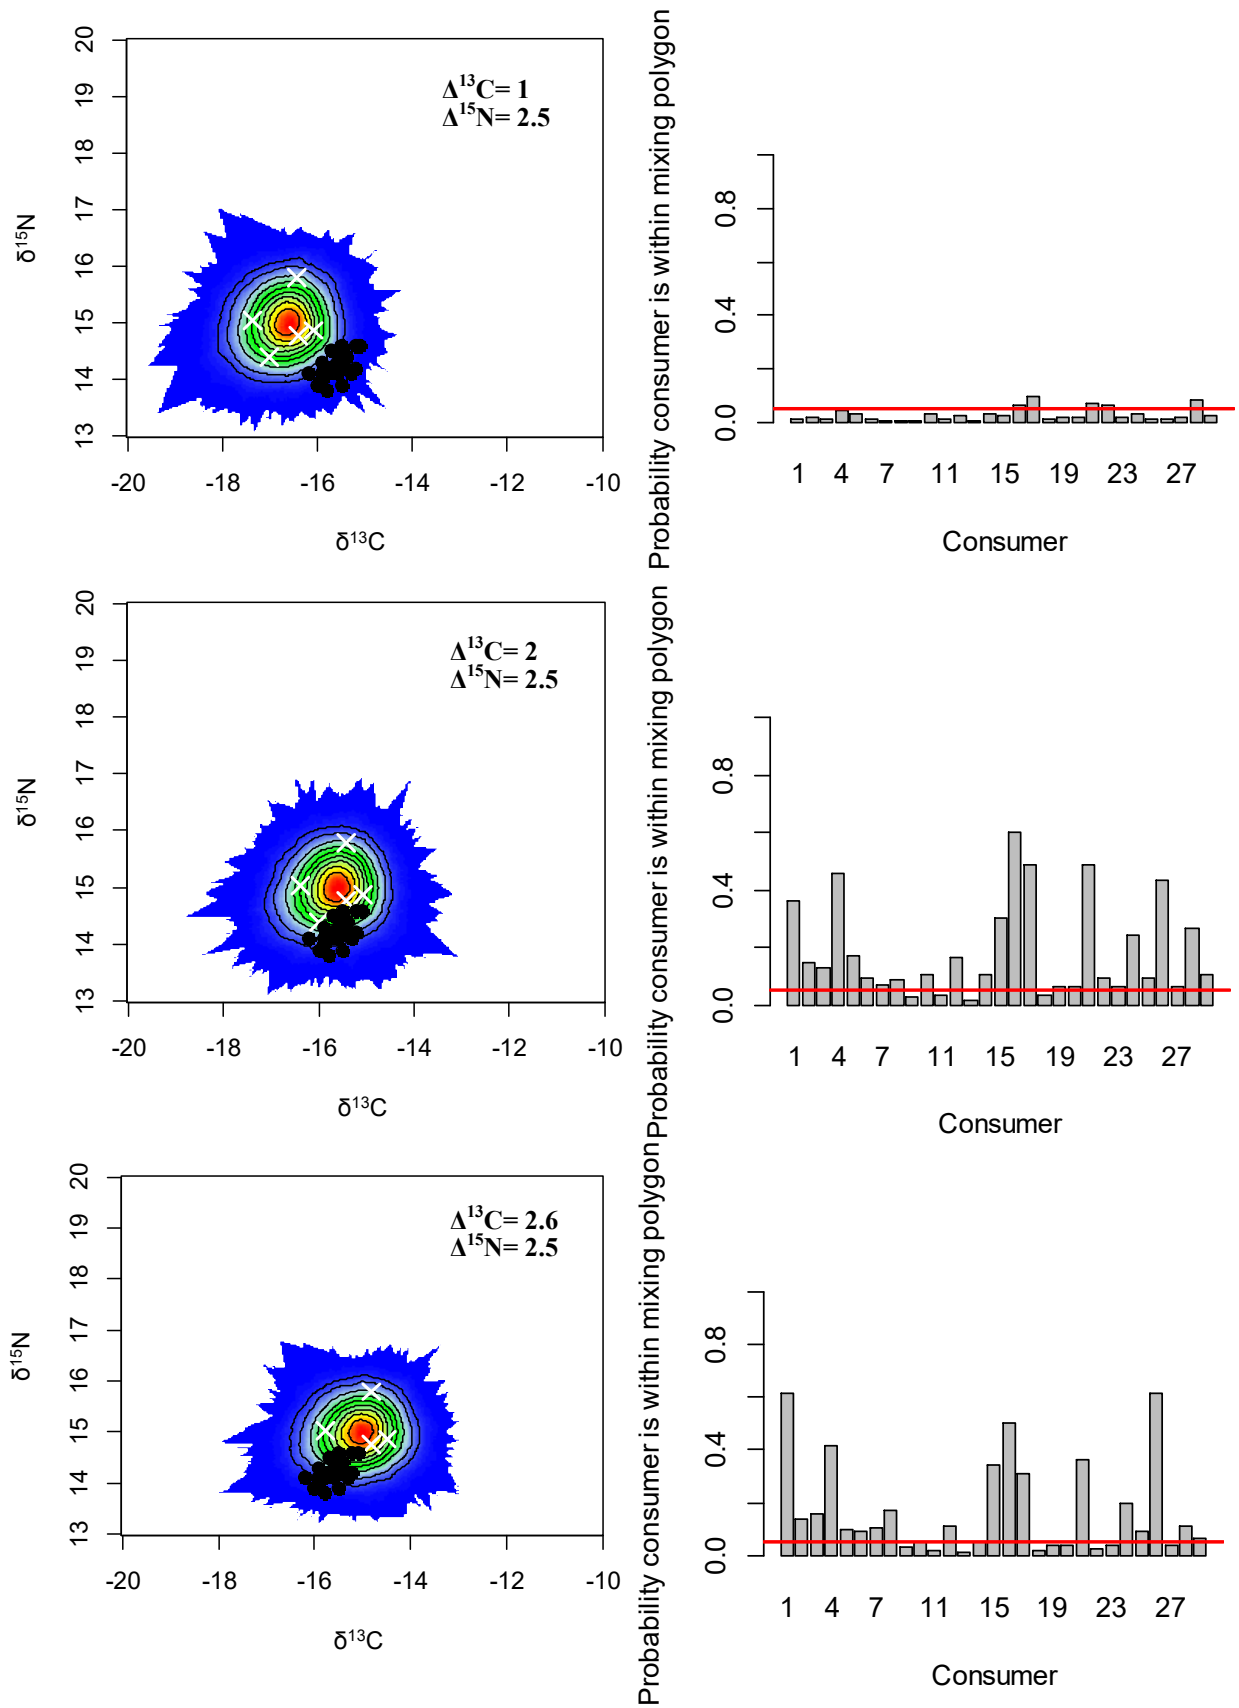 20
19
18
17
16
15
14
13
δ15N
Δ13C= 1
Δ15N= 2.5
-20
-18
-16
-14
-12
-10
δ13C
Probability consumer is within mixing polygon
0.8
0.4
0.0
1 4 7 11 15 19 23 27
Consumer
20
19
18
17
16
15
14
13
δ15N
Δ13C= 2
Δ15N= 2.5
-20
-18
-16
-14
-12
-10
δ13C
Probability consumer is within mixing polygon
0.8
0.4
0.0
1 4 7 11 15 19 23 27
Consumer
20
19
18
17
16
15
14
13
δ15N
Δ13C= 2.6
Δ15N= 2.5
-20
-18
-16
-14
-12
-10
δ13C
Probability consumer is within mixing polygon
0.8
0.4
0.0
1 4 7 11 15 19 23 27
Consumer